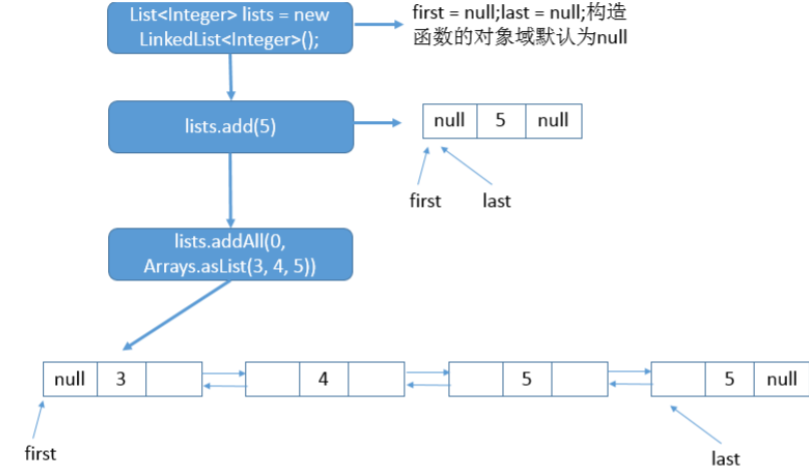 List<Integer> lists = new
LinkedList<Integer>();
first = null;last = null;构造
函数的对象域默认为null
lists.add(5)
null 5 null
first last
lists.addAll(0,
Arrays.asList(3, 4, 5))
null 3 4 5 5 null
first
last